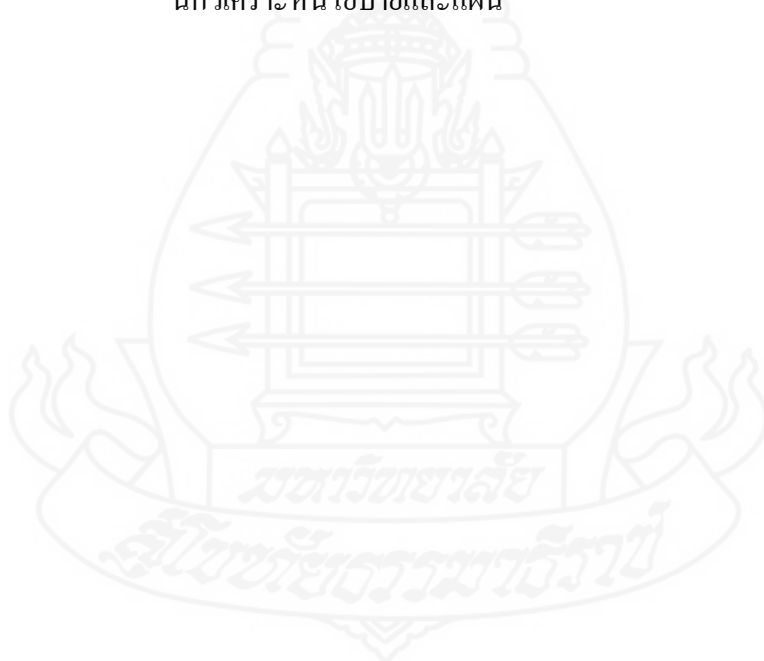 นักวิเคราะห์นโยบายและแผน
มหาวิทยาลัย
สุโขทัยธรรมาธิราช